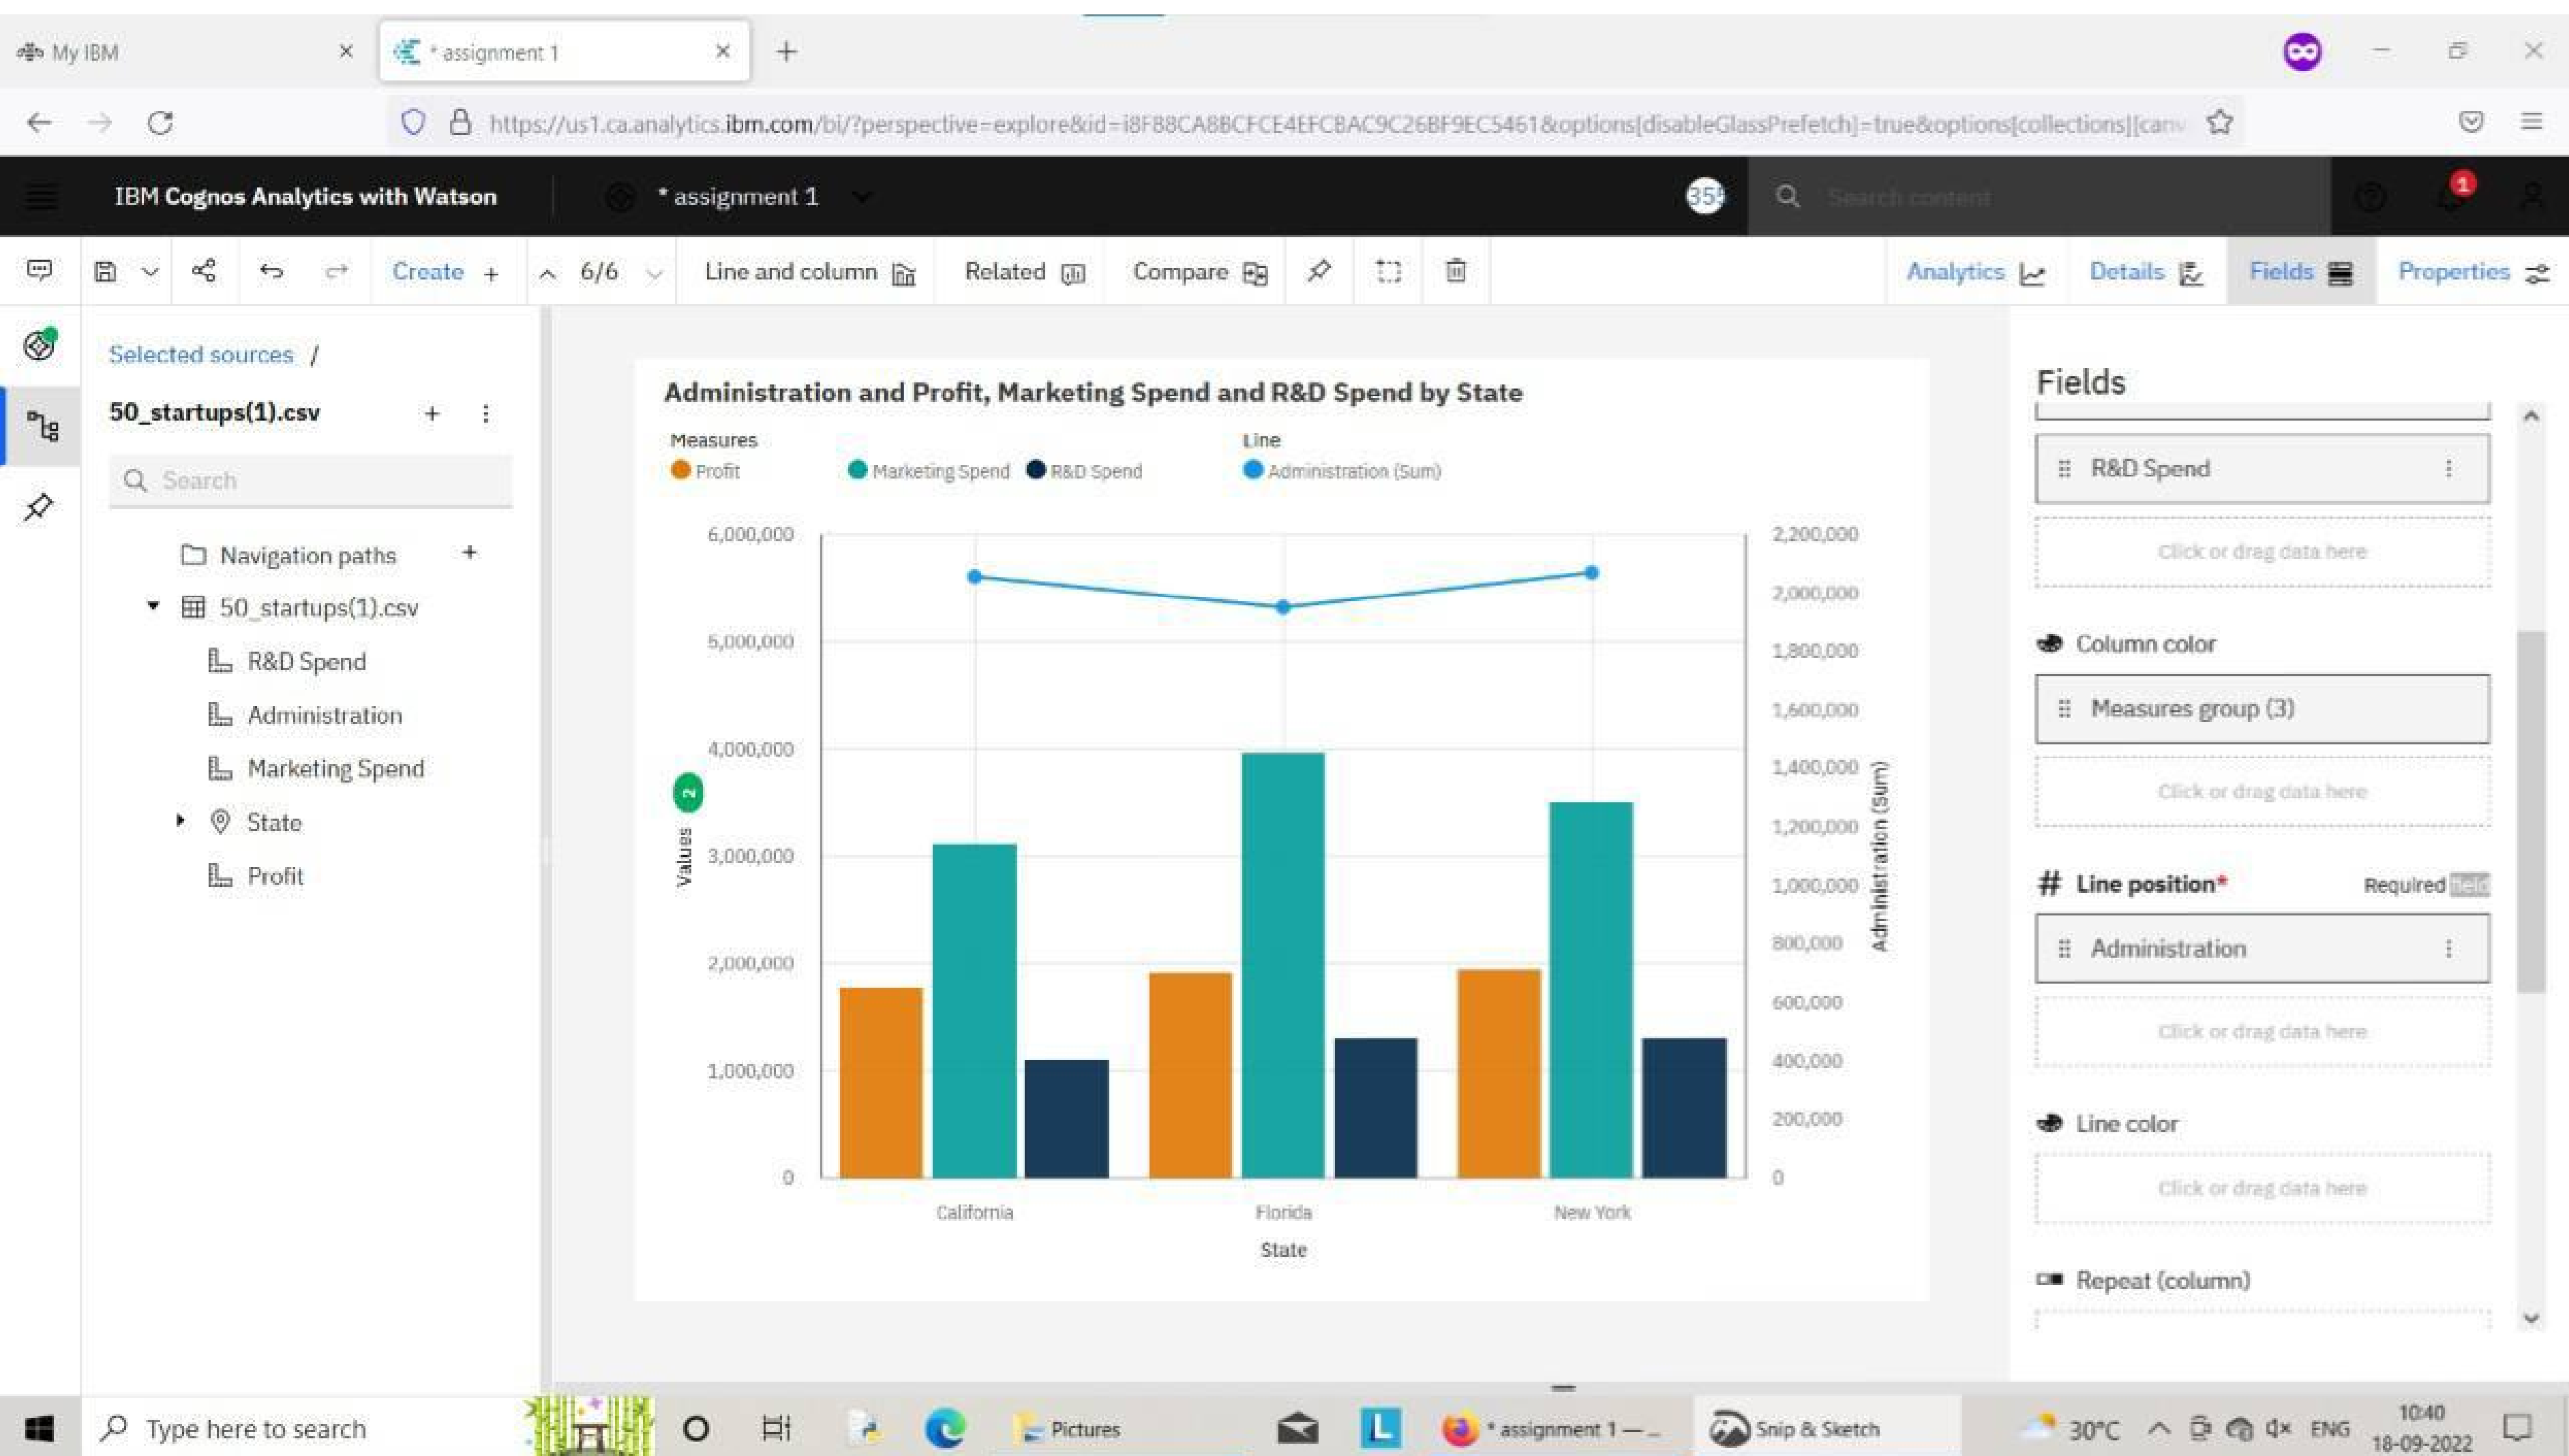 My IBM
* assignment 1
https://us1.ca.analytics.ibm.com/bi/?perspective=explore&id=i8F88CA8BCFCE4EFCBAC9C26BF9EC5461&options[disableGlassPrefetch]=true&options[collections][canv
IBM Cognos Analytics with Watson
* assignment 1
355
Search content
1
Create +
6/6
Line and column
Related
Compare
Analytics
Details
Fields
Properties
Selected sources /
50_startups(1).csv
Search
Navigation paths
50_startups(1).csv
R&D Spend
Administration
Marketing Spend
State
Profit
Administration and Profit, Marketing Spend and R&D Spend by State
Measures
Line
Profit
Marketing Spend
R&D Spend
Administration (Sum)
6,000,000
5,000,000
4,000,000
3,000,000
2,000,000
1,000,000
0
Values
2
2,200,000
2,000,000
1,800,000
1,600,000
1,400,000
1,200,000
1,000,000
800,000
600,000
400,000
200,000
0
Administration (Sum)
California
Florida
New York
State
Fields
R&D Spend
Click or drag data here
Column color
Measures group (3)
Click or drag data here
# Line position*
Required field
Administration
Click or drag data here
Line color
Click or drag data here
Repeat (column)
Type here to search
Pictures
L
* assignment 1 — 
Snip & Sketch
30°C
ENG
10:40
18-09-2022